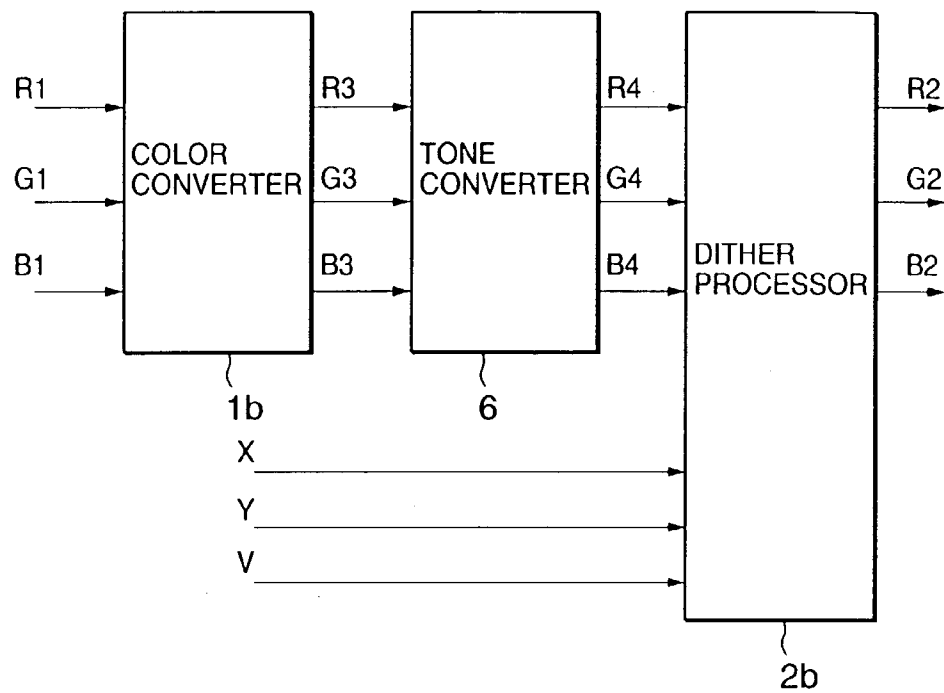 R1 R3 R4 R2
COLOR CONVERTER
TONE CONVERTER
G1 G3 G4 G2
DITHER PROCESSOR
B1 B3 B4 B2
1b
6
X
Y
V
2b